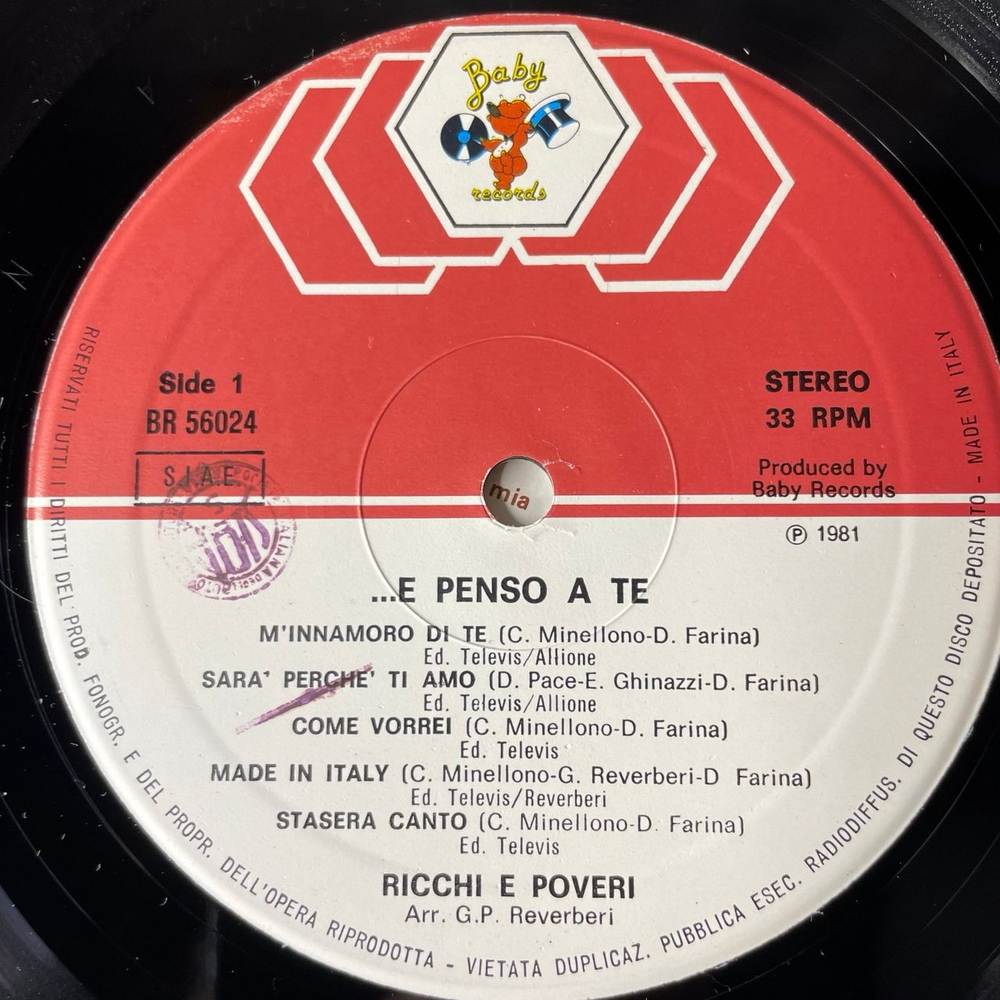 Baby
records
Side 1
BR 56024
S.I.A.E.
STEREO
33 RPM
Produced by
Baby Records
Ⓟ 1981
mia
...E PENSO A TE
M'INNAMORO DI TE (C. Minellono-D. Farina)
Ed. Televis/Allione
SARA' PERCHE' TI AMO (D. Pace-E. Ghinazzi-D. Farina)
Ed. Televis/Allione
COME VORREI (C. Minellono-D. Farina)
Ed. Televis
MADE IN ITALY (C. Minellono-G. Reverberi-D Farina)
Ed. Televis/Reverberi
STASERA CANTO (C. Minellono-D. Farina)
Ed. Televis
RICCHI E POVERI
Arr. G.P. Reverberi
RISERVATI TUTTI I DIRITTI DEL PROD. FONOGR. E DEL PROPR. DELL'OPERA RIPRODOTTA - VIETATA DUPLICAZ. PUBBLICA ESEC. RADIODIFFUS. DI QUESTO DISCO DEPOSITATO - MADE IN ITALY